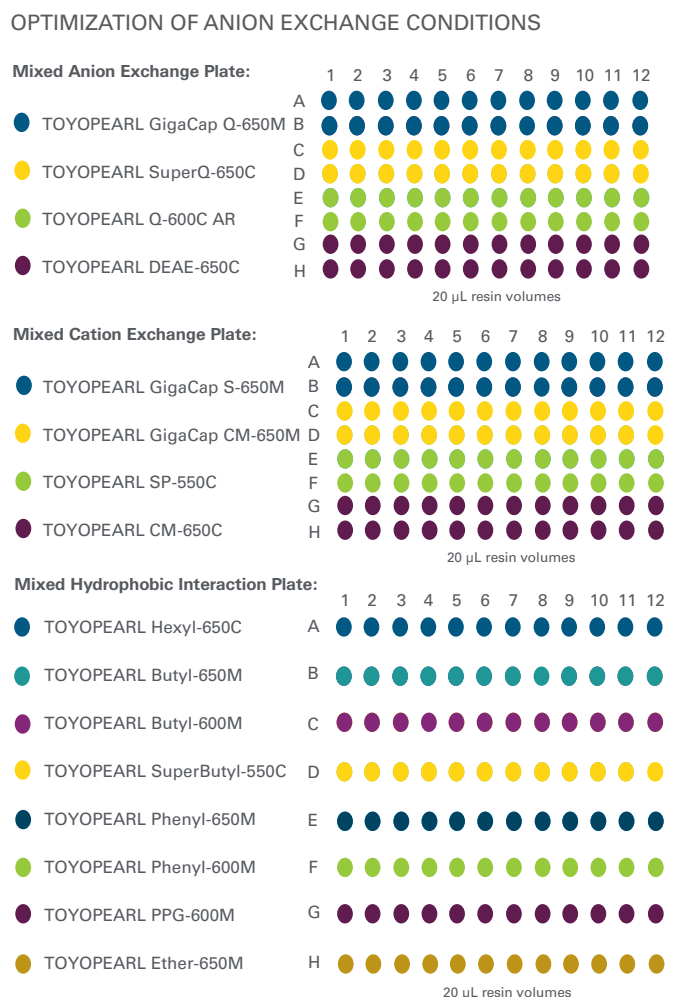 OPTIMIZATION OF ANION EXCHANGE CONDITIONS
Mixed Anion Exchange Plate:
1 2 3 4 5 6 7 8 9 10 11 12
A
TOYOPEARL GigaCap Q-650M B
C
TOYOPEARL SuperQ-650C
D
E
TOYOPEARL Q-600C AR
F
G
TOYOPEARL DEAE-650C
H
20 µL resin volumes
Mixed Cation Exchange Plate:
1 2 3 4 5 6 7 8 9 10 11 12
A
TOYOPEARL GigaCap S-650M B
C
TOYOPEARL GigaCap CM-650M D
E
TOYOPEARL SP-550C
F
G
TOYOPEARL CM-650C
H
20 µL resin volumes
Mixed Hydrophobic Interaction Plate:
1 2 3 4 5 6 7 8 9 10 11 12
TOYOPEARL Hexyl-650C A
TOYOPEARL Butyl-650M B
TOYOPEARL Butyl-600M C
TOYOPEARL SuperButyl-550C D
TOYOPEARL Phenyl-650M E
TOYOPEARL Phenyl-600M F
TOYOPEARL PPG-600M G
TOYOPEARL Ether-650M H
20 µL resin volumes